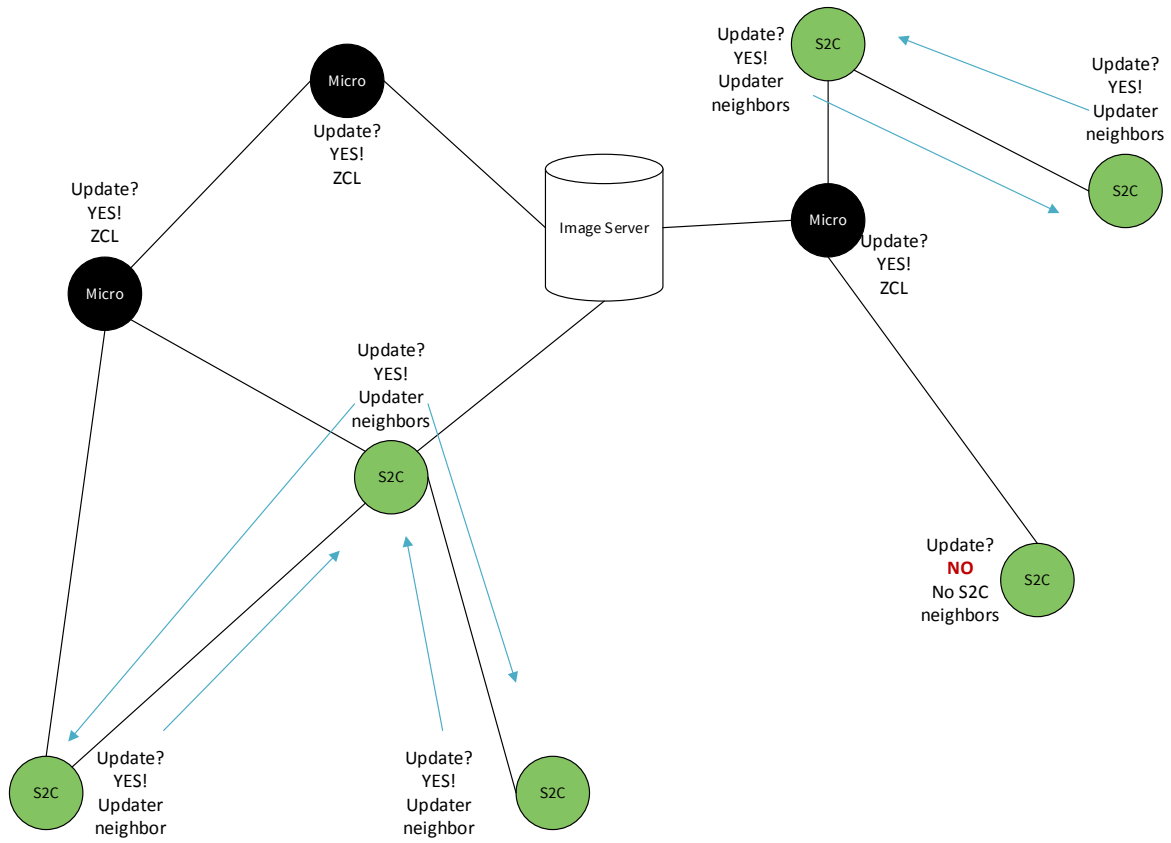 S2C
Update?
YES!
Updater
neighbors
Update?
YES!
Updater
neighbors
S2C
Micro
Update?
YES!
ZCL
Update?
YES!
ZCL
Micro
Image Server
Micro
Update?
YES!
ZCL
Update?
YES!
Updater
neighbors
S2C
Update?
NO
No S2C
neighbors
S2C
S2C
Update?
YES!
Updater
neighbor
Update?
YES!
Updater
neighbor
S2C